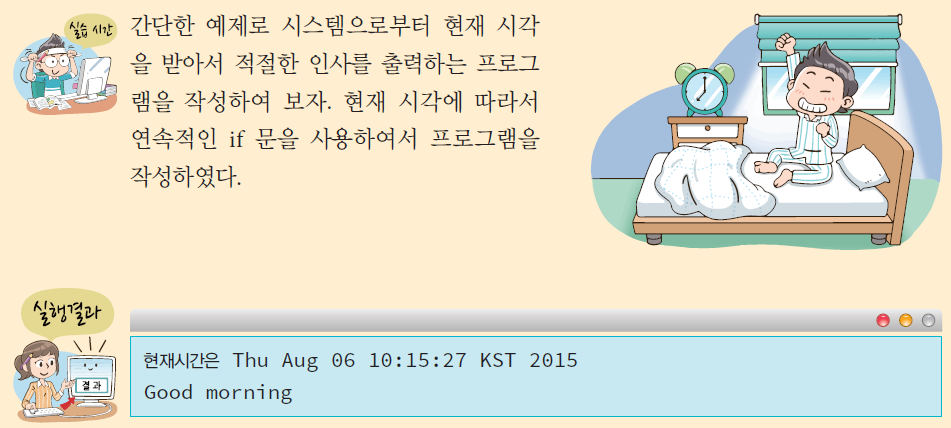 실습 시간
간단한 예제로 시스템으로부터 현재 시각
을 받아서 적절한 인사를 출력하는 프로그
램을 작성하여 보자. 현재 시각에 따라서
연속적인 if 문을 사용하여서 프로그램을
작성하였다.
실행결과
결과
현재시간은 Thu Aug 06 10:15:27 KST 2015
Good morning